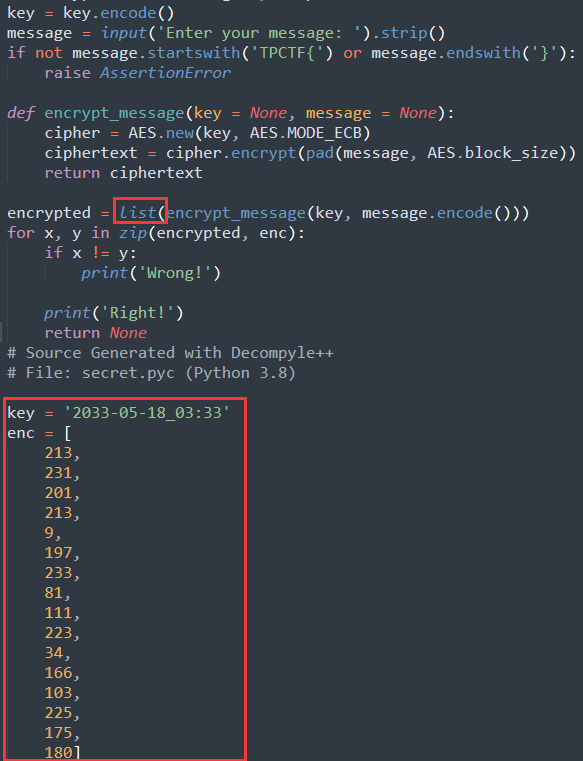 key = key.encode()
message = input('Enter your message: ').strip()
if not message.startswith('TPCTF{') or message.endswith('}'):
    raise AssertionError

def encrypt_message(key = None, message = None):
    cipher = AES.new(key, AES.MODE_ECB)
    ciphertext = cipher.encrypt(pad(message, AES.block_size))
    return ciphertext

encrypted = list(encrypt_message(key, message.encode()))
for x, y in zip(encrypted, enc):
    if x != y:
        print('Wrong!')

    print('Right!')
    return None
# Source Generated with Decompyle++
# File: secret.pyc (Python 3.8)

key = '2033-05-18_03:33'
enc = [
    213,
    231,
    201,
    213,
    9,
    197,
    233,
    81,
    111,
    223,
    34,
    166,
    103,
    225,
    175,
    180]